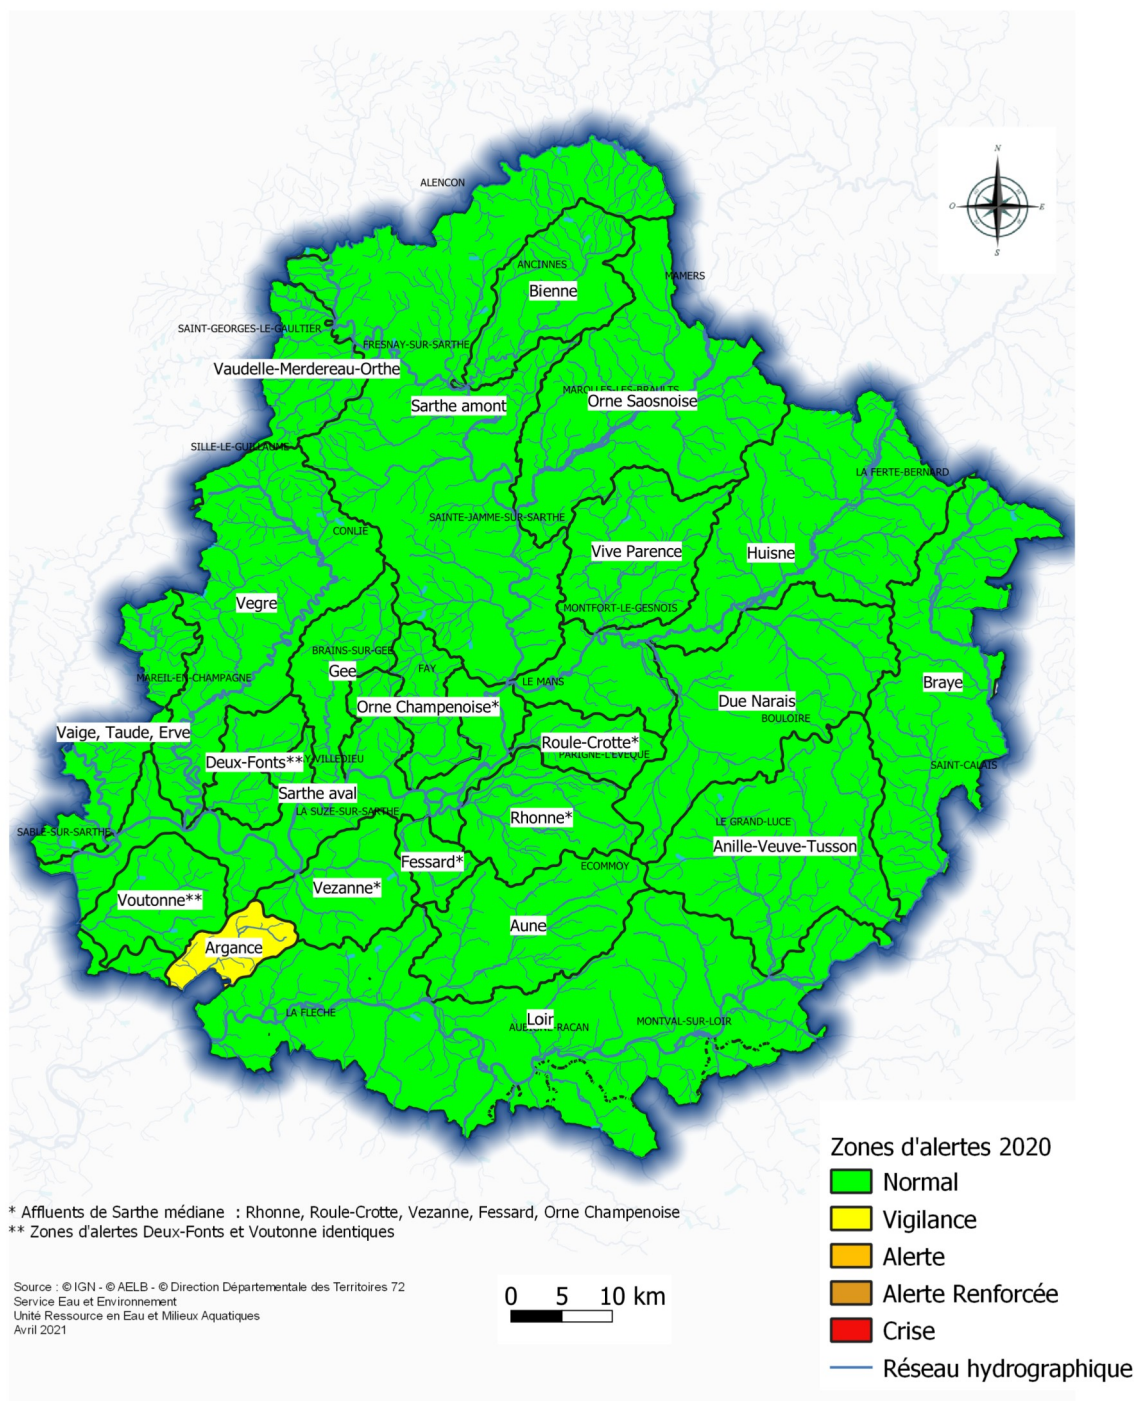 N
O
E
S
ALENCON
ANCINNES
MAMERS
Bienne
SAINT-GEORGES-LE-GAULTIER
FRESNAY-SUR-SARTHE
Vaudelle-Merdereau-Orthe
MAROLLES-LES-BRAULTS
Orne Saosnoise
Sarthe amont
SILLE-LE-GUILLAUME
LA FERTE-BERNARD
SAINTE-JAMME-SUR-SARTHE
CONLIE
Vive Parence
Huisne
Vegre
MONTFORT-LE-GESNOIS
BRAINS-SUR-GEE
FAY
Gee
MAREIL-EN-CHAMPAGNE
LE MANS
Braye
Due Narais
Orne Champenoise*
BOULOIRE
Vaige, Taude, Erve
Roule-Crotte*
PARIGNE-L'EVEQUE
Deux-Fonts**
Y-VILLEDIEU
SAINT-CALAIS
Sarthe aval
LA SUZE-SUR-SARTHE
Rhonne*
LE GRAND-LUCE
SABLE-SUR-SARTHE
Anille-Veuve-Tusson
Fessard*
ECOMMOY
Vezanne*
Voutonne**
Aune
Argance
LA FLECHE
Loir
AUBIGNE-RACAN
MONTVAL-SUR-LOIR
Zones d'alertes 2020
Normal
Vigilance
Alerte
Alerte Renforcée
Crise
Réseau hydrographique
* Affluents de Sarthe médiane : Rhonne, Roule-Crotte, Vezanne, Fessard, Orne Champenoise
** Zones d'alertes Deux-Fonts et Voutonne identiques
Source : © IGN - © AELB - © Direction Départementale des Territoires 72
Service Eau et Environnement
Unité Ressource en Eau et Milieux Aquatiques
Avril 2021
0 5 10 km